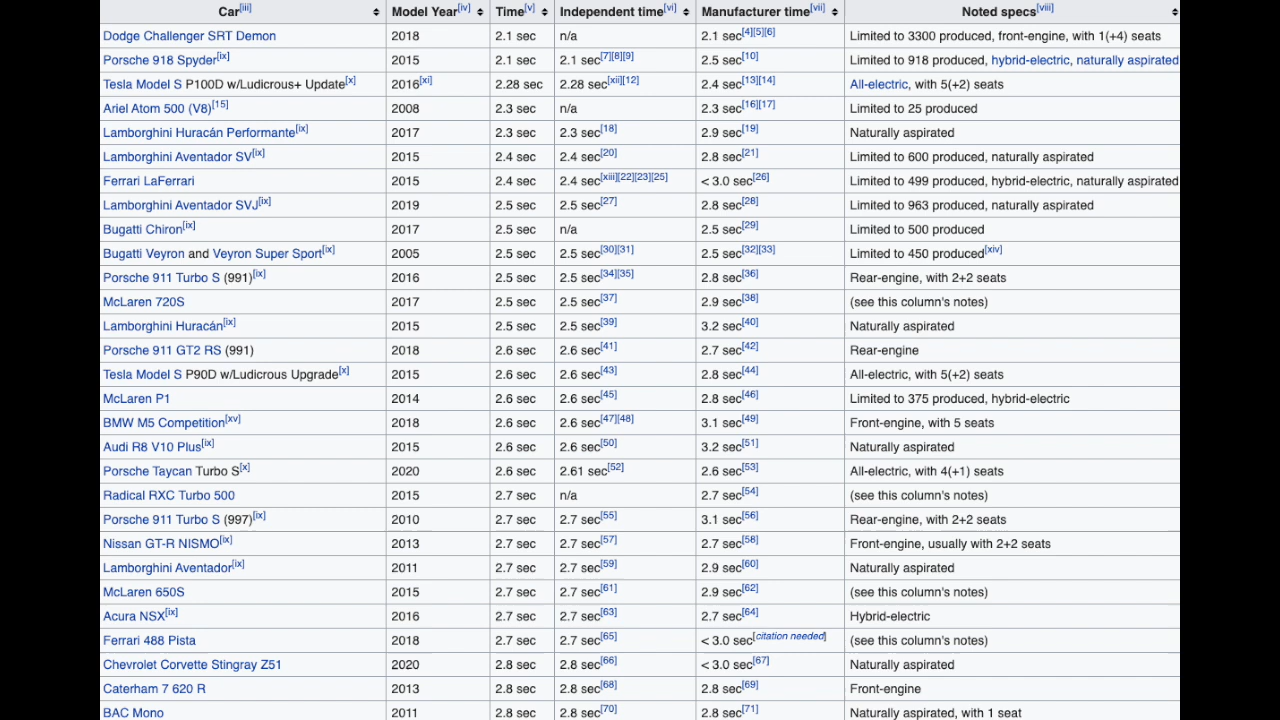 Car[iii] Model Year[iv] Time[v] Independent time[vi] Manufacturer time[vii] Noted specs[viii]
Dodge Challenger SRT Demon 2018 2.1 sec n/a 2.1 sec[4][5][6] Limited to 3300 produced, front-engine, with 1(+4) seats
Porsche 918 Spyder[ix] 2015 2.1 sec 2.1 sec[7][8][9] 2.5 sec[10] Limited to 918 produced, hybrid-electric, naturally aspirated
Tesla Model S P100D w/Ludicrous+ Update[x] 2016[xi] 2.28 sec 2.28 sec[xii][12] 2.4 sec[13][14] All-electric, with 5(+2) seats
Ariel Atom 500 (V8)[15] 2008 2.3 sec n/a 2.3 sec[16][17] Limited to 25 produced
Lamborghini Huracán Performante[ix] 2017 2.3 sec 2.3 sec[18] 2.9 sec[19] Naturally aspirated
Lamborghini Aventador SV[ix] 2015 2.4 sec 2.4 sec[20] 2.8 sec[21] Limited to 600 produced, naturally aspirated
Ferrari LaFerrari 2015 2.4 sec 2.4 sec[xiii][22][23][25] < 3.0 sec[26] Limited to 499 produced, hybrid-electric, naturally aspirated
Lamborghini Aventador SVJ[ix] 2019 2.5 sec 2.5 sec[27] 2.8 sec[28] Limited to 963 produced, naturally aspirated
Bugatti Chiron[ix] 2017 2.5 sec n/a 2.5 sec[29] Limited to 500 produced
Bugatti Veyron and Veyron Super Sport[ix] 2005 2.5 sec 2.5 sec[30][31] 2.5 sec[32][33] Limited to 450 produced[xiv]
Porsche 911 Turbo S (991)[ix] 2016 2.5 sec 2.5 sec[34][35] 2.8 sec[36] Rear-engine, with 2+2 seats
McLaren 720S 2017 2.5 sec 2.5 sec[37] 2.9 sec[38] (see this column's notes)
Lamborghini Huracán[ix] 2015 2.5 sec 2.5 sec[39] 3.2 sec[40] Naturally aspirated
Porsche 911 GT2 RS (991) 2018 2.6 sec 2.6 sec[41] 2.7 sec[42] Rear-engine
Tesla Model S P90D w/Ludicrous Upgrade[x] 2015 2.6 sec 2.6 sec[43] 2.8 sec[44] All-electric, with 5(+2) seats
McLaren P1 2014 2.6 sec 2.6 sec[45] 2.8 sec[46] Limited to 375 produced, hybrid-electric
BMW M5 Competition[xv] 2018 2.6 sec 2.6 sec[47][48] 3.1 sec[49] Front-engine, with 5 seats
Audi R8 V10 Plus[ix] 2015 2.6 sec 2.6 sec[50] 3.2 sec[51] Naturally aspirated
Porsche Taycan Turbo S[x] 2020 2.6 sec 2.61 sec[52] 2.6 sec[53] All-electric, with 4(+1) seats
Radical RXC Turbo 500 2015 2.7 sec n/a 2.7 sec[54] (see this column's notes)
Porsche 911 Turbo S (997)[ix] 2010 2.7 sec 2.7 sec[55] 3.1 sec[56] Rear-engine, with 2+2 seats
Nissan GT-R NISMO[ix] 2013 2.7 sec 2.7 sec[57] 2.7 sec[58] Front-engine, usually with 2+2 seats
Lamborghini Aventador[ix] 2011 2.7 sec 2.7 sec[59] 2.9 sec[60] Naturally aspirated
McLaren 650S 2015 2.7 sec 2.7 sec[61] 2.9 sec[62] (see this column's notes)
Acura NSX[ix] 2016 2.7 sec 2.7 sec[63] 2.7 sec[64] Hybrid-electric
Ferrari 488 Pista 2018 2.7 sec 2.7 sec[65] < 3.0 sec[citation needed] (see this column's notes)
Chevrolet Corvette Stingray Z51 2020 2.8 sec 2.8 sec[66] < 3.0 sec[67] Naturally aspirated
Caterham 7 620 R 2013 2.8 sec 2.8 sec[68] 2.8 sec[69] Front-engine
BAC Mono 2011 2.8 sec 2.8 sec[70] 2.8 sec[71] Naturally aspirated, with 1 seat